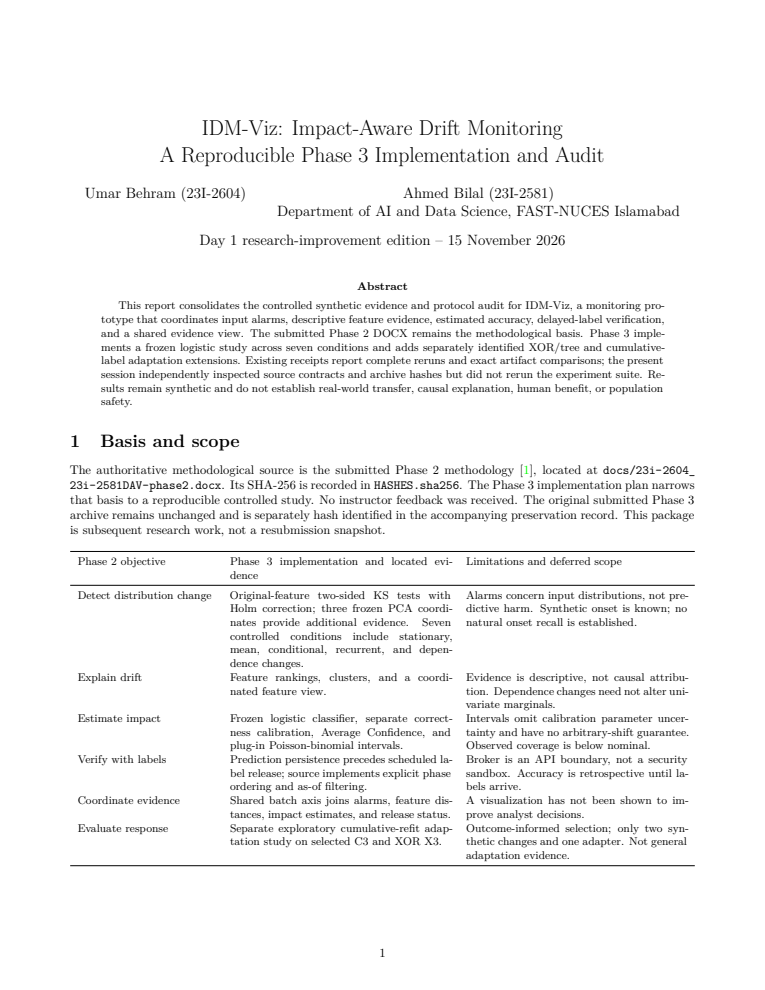 IDM-Viz: Impact-Aware Drift Monitoring
A Reproducible Phase 3 Implementation and Audit
Umar Behram (23I-2604)
Ahmed Bilal (23I-2581)
Department of AI and Data Science, FAST-NUCES Islamabad
Day 1 research-improvement edition – 15 November 2026
Abstract
This report consolidates the controlled synthetic evidence and protocol audit for IDM-Viz, a monitoring pro-
totype that coordinates input alarms, descriptive feature evidence, estimated accuracy, delayed-label verification,
and a shared evidence view. The submitted Phase 2 DOCX remains the methodological basis. Phase 3 imple-
ments a frozen logistic study across seven conditions and adds separately identified XOR/tree and cumulative-
label adaptation extensions. Existing receipts report complete reruns and exact artifact comparisons; the present
session independently inspected source contracts and archive hashes but did not rerun the experiment suite. Re-
sults remain synthetic and do not establish real-world transfer, causal explanation, human benefit, or population
safety.
1 Basis and scope
The authoritative methodological source is the submitted Phase 2 methodology [1], located at docs/23i-2604_
23i-2581DAV-phase2.docx. Its SHA-256 is recorded in HASHES.sha256. The Phase 3 implementation plan narrows
that basis to a reproducible controlled study. No instructor feedback was received. The original submitted Phase 3
archive remains unchanged and is separately hash identified in the accompanying preservation record. This package
is subsequent research work, not a resubmission snapshot.
Phase 2 objective
Phase 3 implementation and located evi-
dence
Limitations and deferred scope
Detect distribution change
Original-feature two-sided KS tests with
Holm correction; three frozen PCA coordi-
nates provide additional evidence. Seven
controlled conditions include stationary,
mean, conditional, recurrent, and depen-
dence changes.
Alarms concern input distributions, not pre-
dictive harm. Synthetic onset is known; no
natural onset recall is established.
Explain drift
Feature rankings, clusters, and a coordi-
nated feature view.
Evidence is descriptive, not causal attribu-
tion. Dependence changes need not alter uni-
variate marginals.
Estimate impact
Frozen logistic classifier, separate correct-
ness calibration, Average Confidence, and
plug-in Poisson-binomial intervals.
Intervals omit calibration parameter uncer-
tainty and have no arbitrary-shift guarantee.
Observed coverage is below nominal.
Verify with labels
Prediction persistence precedes scheduled la-
bel release; source implements explicit phase
ordering and as-of filtering.
Broker is an API boundary, not a security
sandbox. Accuracy is retrospective until la-
bels arrive.
Coordinate evidence
Shared batch axis joins alarms, feature dis-
tances, impact estimates, and release status.
A visualization has not been shown to im-
prove analyst decisions.
Evaluate response
Separate exploratory cumulative-refit adap-
tation study on selected C3 and XOR X3.
Outcome-informed selection; only two syn-
thetic changes and one adapter. Not general
adaptation evidence.
1